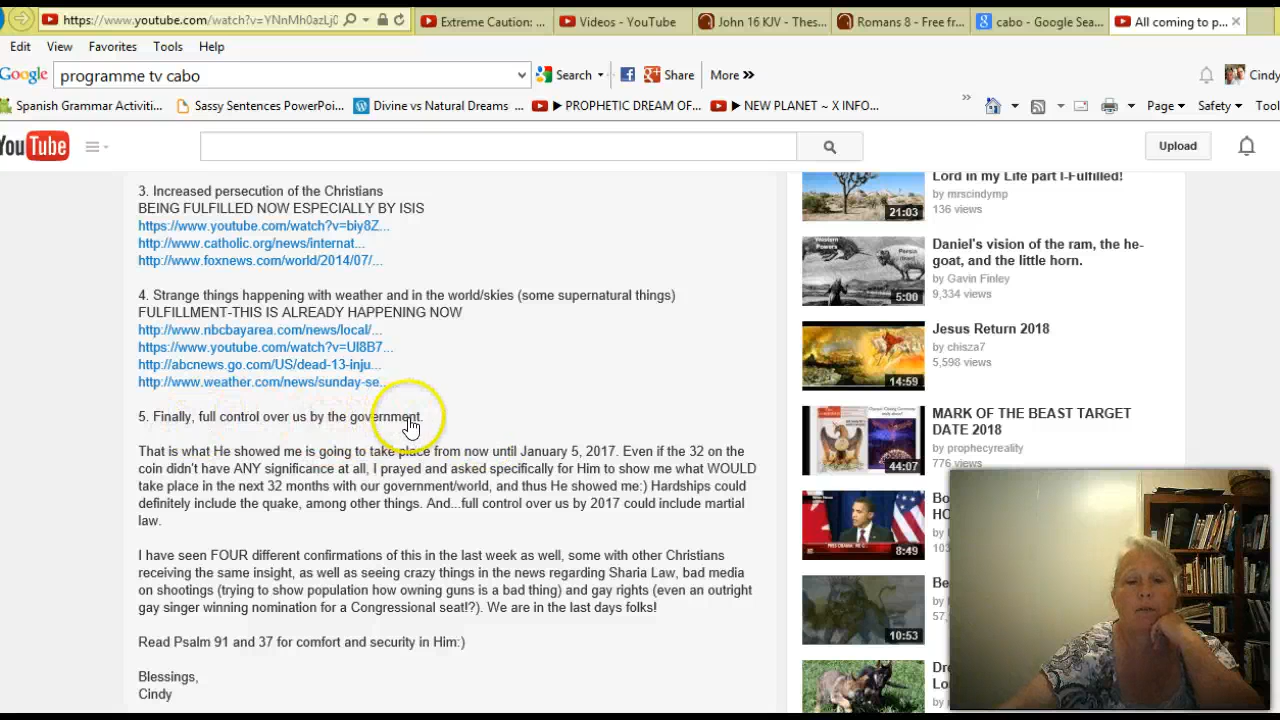 https://www.youtube.com/watch?v=YNnMh0azLj0
Extreme Caution: ...
Videos - YouTube
John 16 KJV - Thes...
Romans 8 - Free fr...
cabo - Google Sea...
All coming to p...
Edit View Favorites Tools Help
Google
programme tv cabo
Search
Share
More »
Cindy
Spanish Grammar Activiti...
Sassy Sentences PowerPoi...
Divine vs Natural Dreams ...
► PROPHETIC DREAM OF...
► NEW PLANET ~ X INFO...
»
Page
Safety
Tool
YouTube
Upload
3. Increased persecution of the Christians
BEING FULFILLED NOW ESPECIALLY BY ISIS
https://www.youtube.com/watch?v=biy8Z...
http://www.catholic.org/news/internat...
http://www.foxnews.com/world/2014/07/...
4. Strange things happening with weather and in the world/skies (some supernatural things)
FULFILLMENT-THIS IS ALREADY HAPPENING NOW
http://www.nbcbayarea.com/news/local/...
https://www.youtube.com/watch?v=Ul8B7...
http://abcnews.go.com/US/dead-13-inju...
http://www.weather.com/news/sunday-se...
5. Finally, full control over us by the government.
That is what He showed me is going to take place from now until January 5, 2017. Even if the 32 on the
coin didn't have ANY significance at all, I prayed and asked specifically for Him to show me what WOULD
take place in the next 32 months with our government/world, and thus He showed me:) Hardships could
definitely include the quake, among other things. And...full control over us by 2017 could include martial
law.
I have seen FOUR different confirmations of this in the last week as well, some with other Christians
receiving the same insight, as well as seeing crazy things in the news regarding Sharia Law, bad media
on shootings (trying to show population how owning guns is a bad thing) and gay rights (even an outright
gay singer winning nomination for a Congressional seat!?). We are in the last days folks!
Read Psalm 91 and 37 for comfort and security in Him:)
Blessings,
Cindy
Lord in my Life part I-Fulfilled!
by mrscindymp
136 views
21:03
Western
Powers
Persia
Daniel's vision of the ram, the he-
goat, and the little horn.
by Gavin Finley
9,334 views
5:00
Jesus Return 2018
by chisza7
5,598 views
14:59
MARK OF THE BEAST TARGET
DATE 2018
by prophecyreality
776 views
44:07
Bo
HO
103
8:49
Be
57,
10:53
Dre
Lo